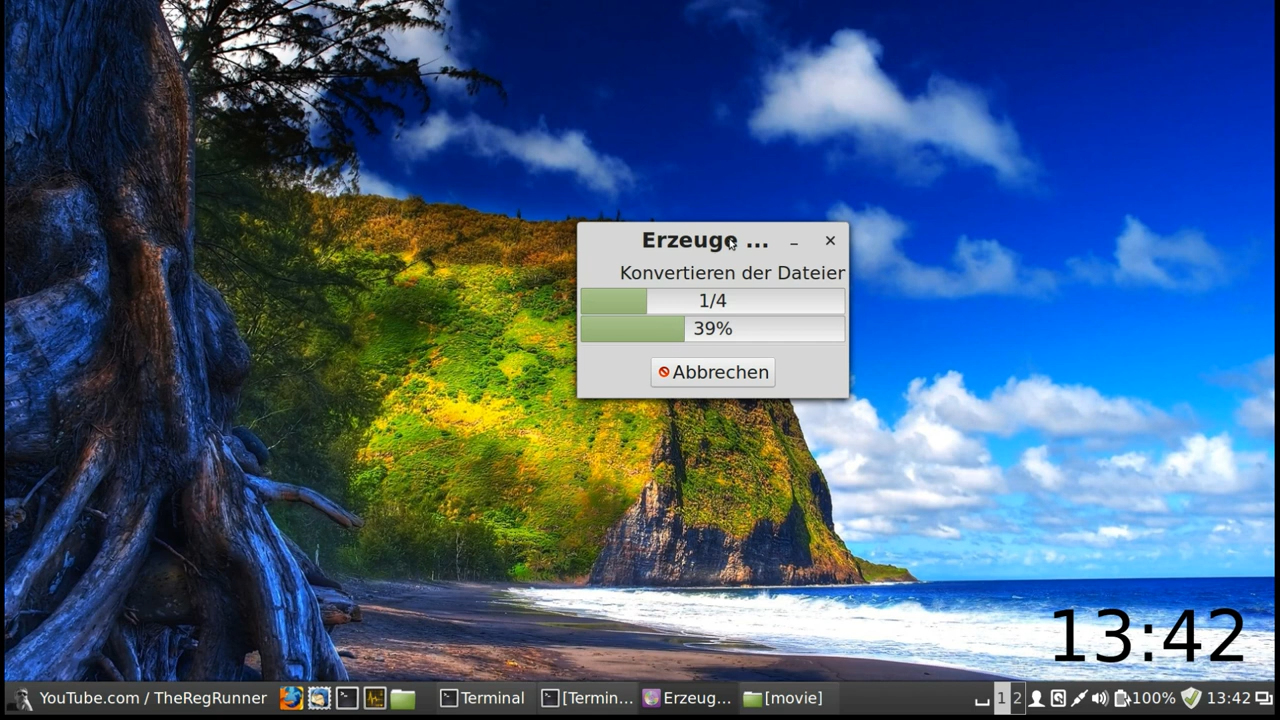 Erzeuge ...
Konvertieren der Dateien
1/4
39%
Abbrechen
13:42
YouTube.com / TheRegRunner
Terminal
[Termin...
Erzeug...
[movie]
1 2
100%
13:42